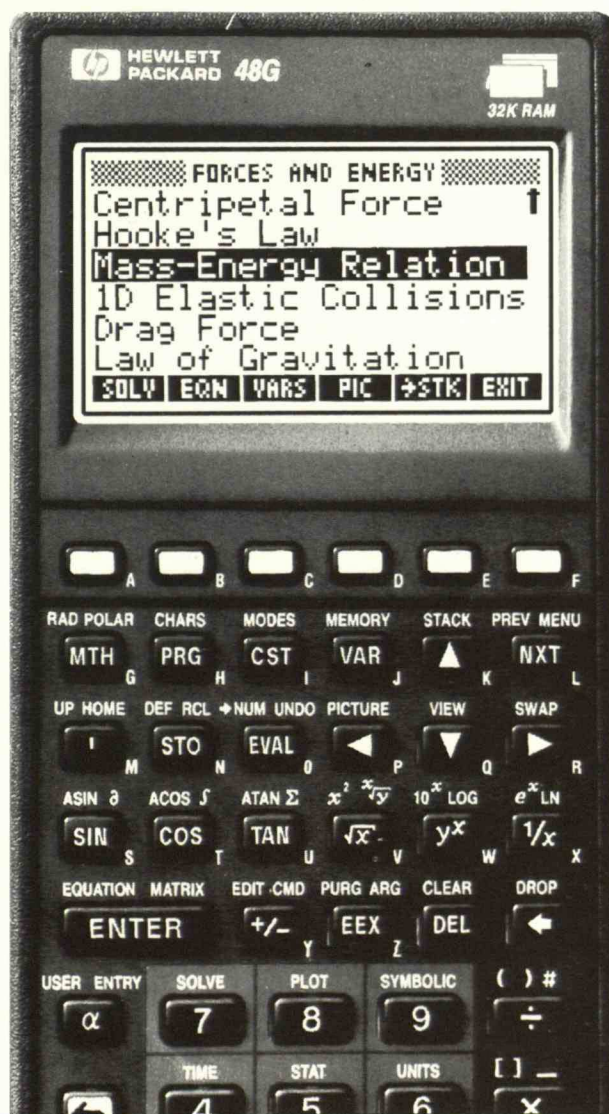 hp HEWLETT PACKARD 48G
32K RAM
FORCES AND ENERGY
Centripetal Force
Hooke's Law
Mass-Energy Relation
1D Elastic Collisions
Drag Force
Law of Gravitation
SOLV EQN VARS PIC →STK EXIT
A B C D E F
RAD POLAR CHARS MODES MEMORY STACK PREV MENU
MTH G PRG H CST I VAR J ▲ K NXT L
UP HOME DEF RCL →NUM UNDO PICTURE VIEW SWAP
' M STO N EVAL O ◀ P ▼ Q ▶ R
ASIN ∂ ACOS ∫ ATAN Σ x² ˣ√y 10ˣ LOG eˣ LN
SIN S COS T TAN U √x V yˣ W 1/x X
EQUATION MATRIX EDIT CMD PURG ARG CLEAR DROP
ENTER +/- Y EEX Z DEL ←
USER ENTRY SOLVE PLOT SYMBOLIC ( ) #
α 7 8 9 ÷
TIME STAT UNITS [ ] _
4 5 6 ×